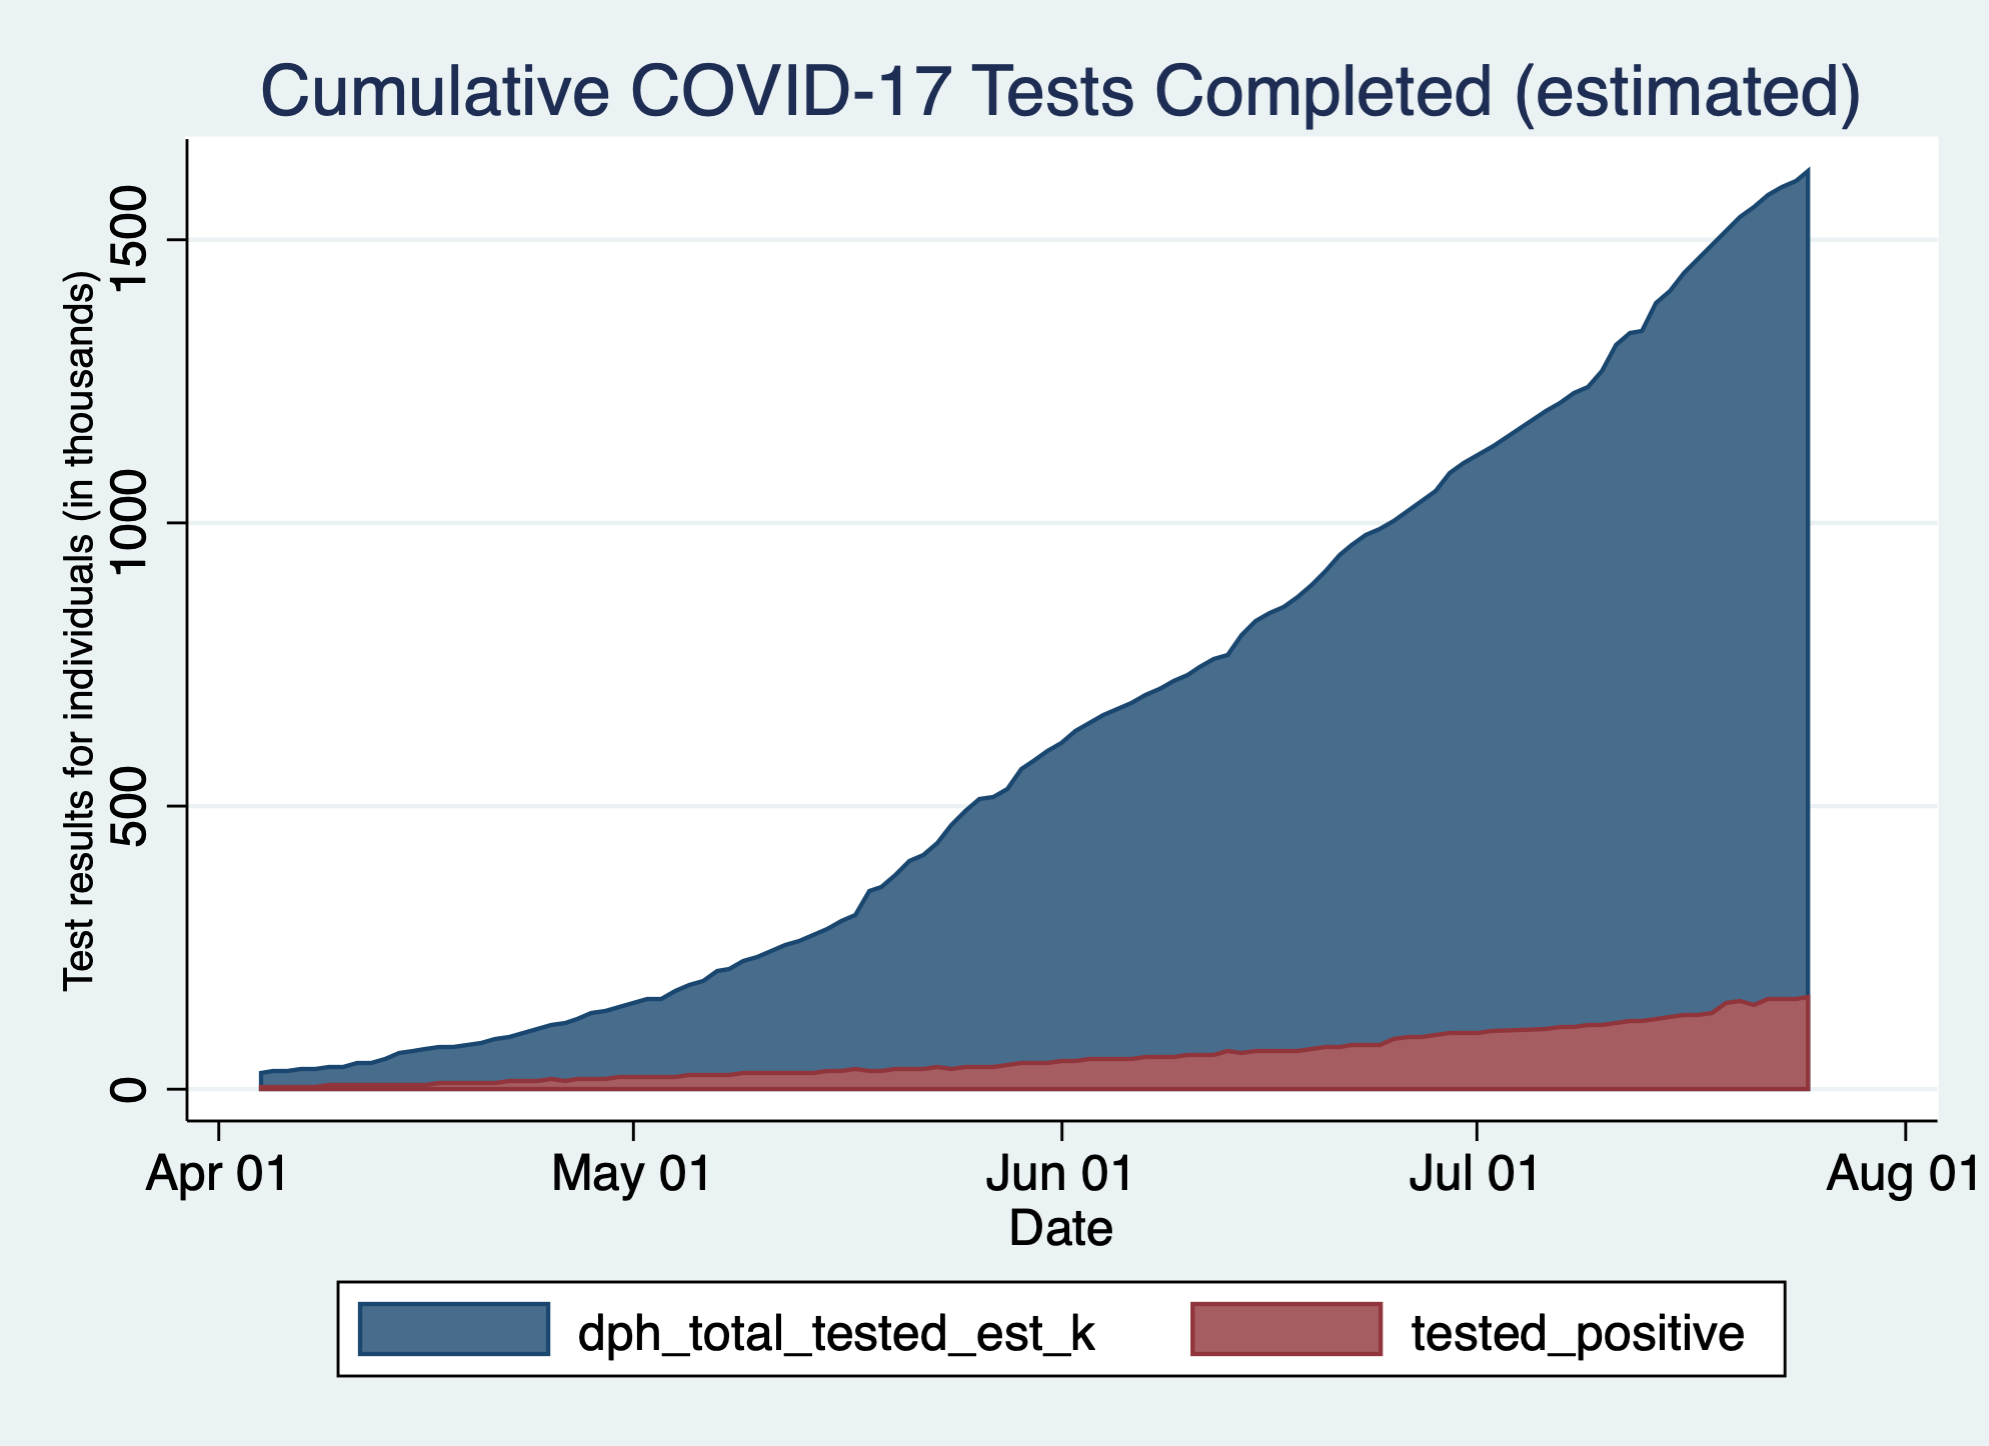 Cumulative COVID-17 Tests Completed (estimated)
Test results for individuals (in thousands)
1500
1000
500
0
Apr 01 May 01 Jun 01 Jul 01 Aug 01
Date
dph_total_tested_est_k tested_positive